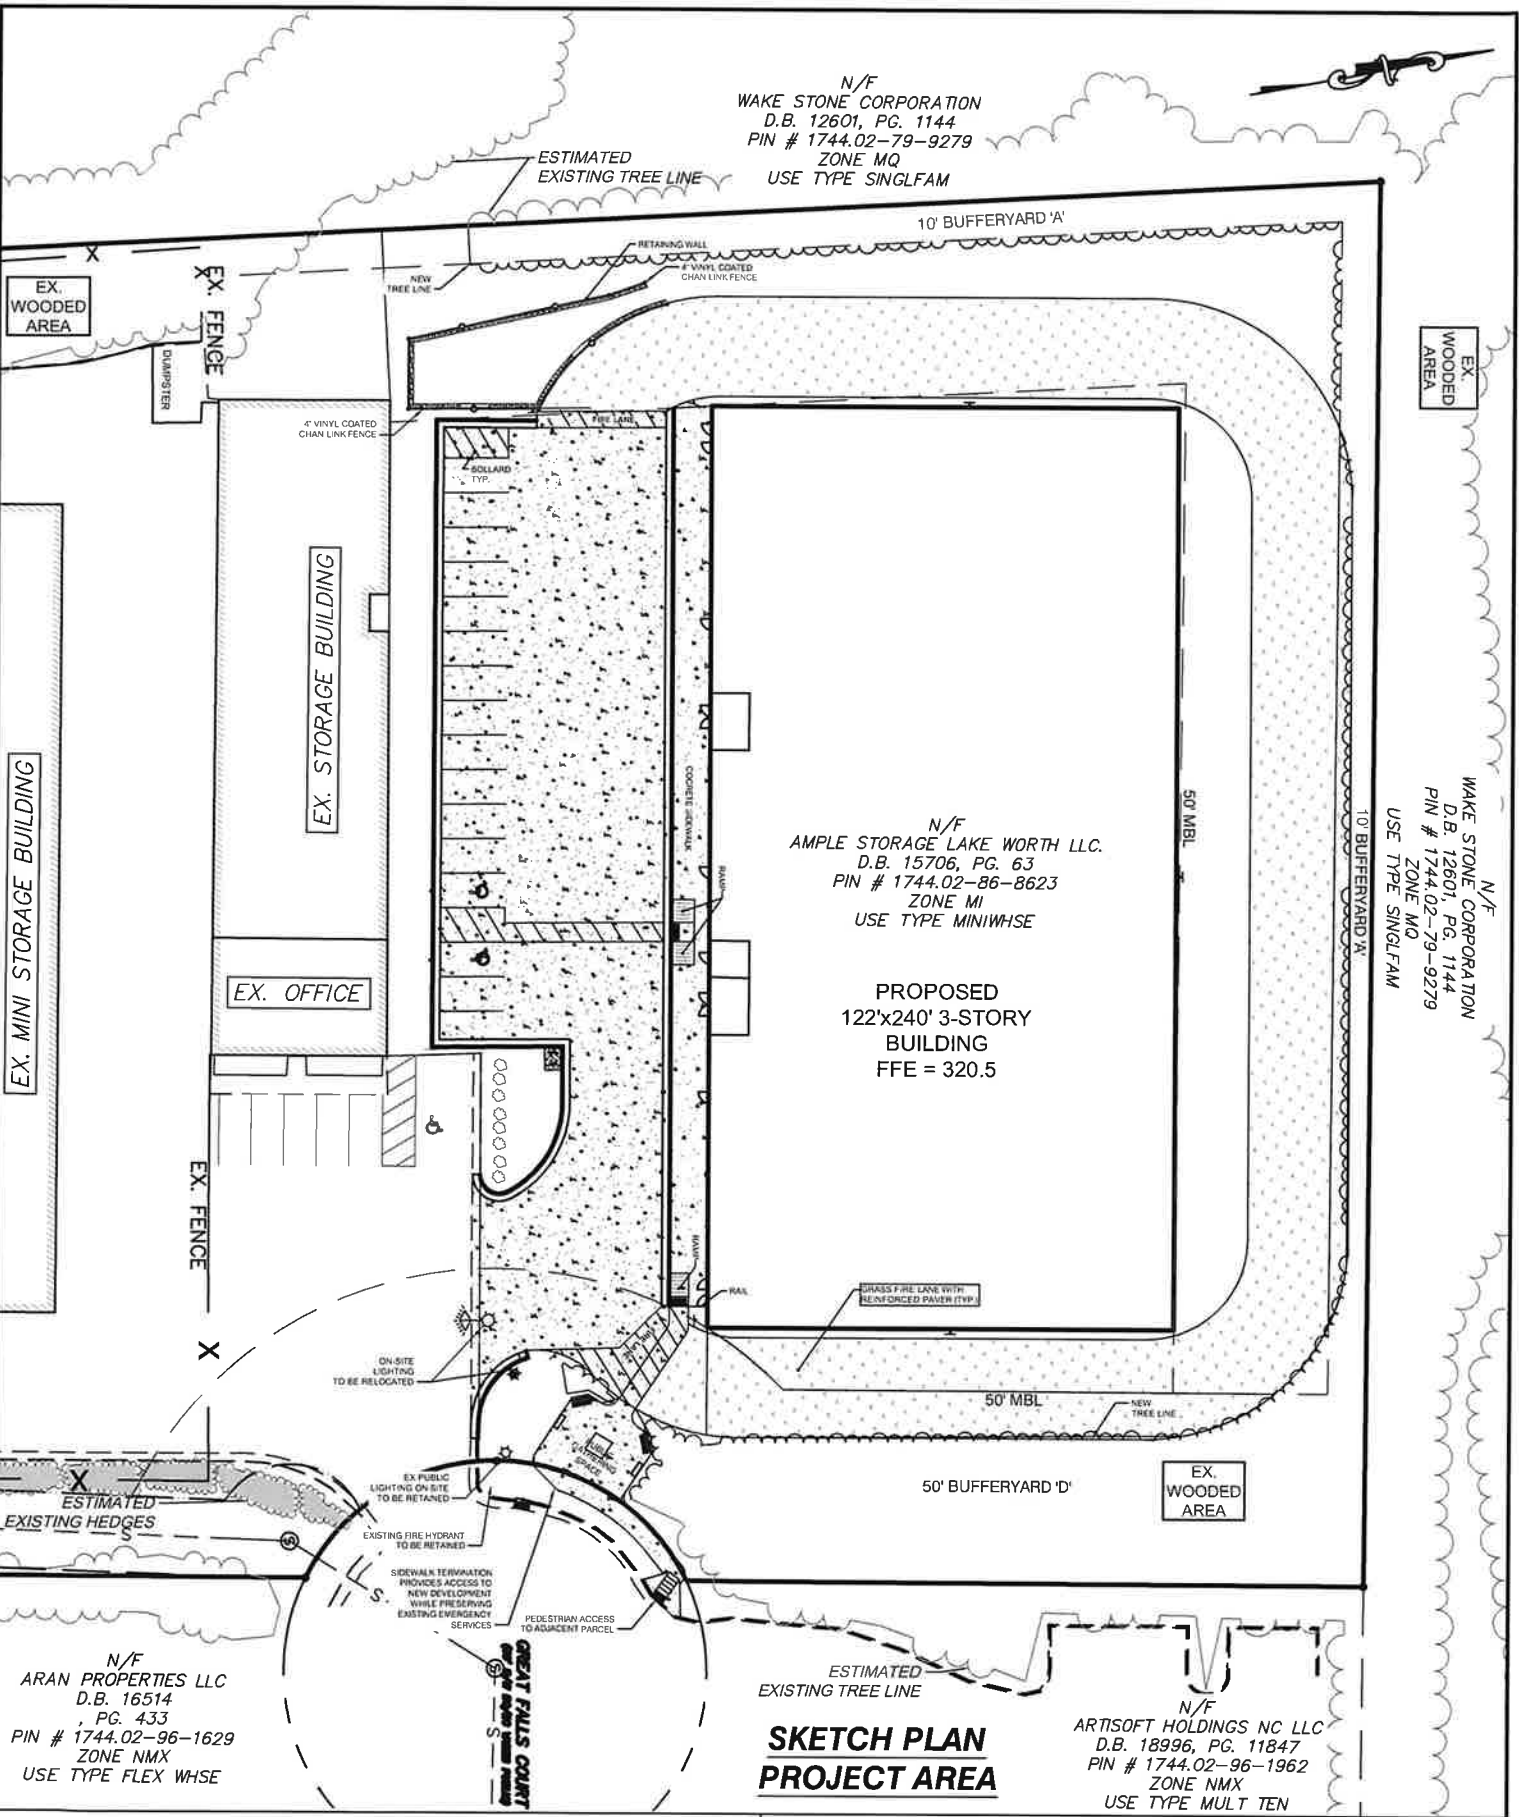 N/F
WAKE STONE CORPORATION
D.B. 12601, PG. 1144
PIN # 1744.02-79-9279
ZONE MQ
USE TYPE SINGLFAM
ESTIMATED
EXISTING TREE LINE
10' BUFFERYARD 'A'
RETAINING WALL
4' VINYL COATED
CHAN LINK FENCE
NEW
TREE LINE
X
X
EX. FENCE
EX.
WOODED
AREA
DUMPSTER
4' VINYL COATED
CHAN LINK FENCE
FIRE LANE
BOLLARD
TYP.
EX.
WOODED
AREA
EX. STORAGE BUILDING
EX. MINI STORAGE BUILDING
EX. OFFICE
COCRETE SIDEWALK
RAMP
50' MBL
10' BUFFERYARD 'A'
N/F
WAKE STONE CORPORATION
D.B. 12601, PG. 1144
PIN # 1744.02-79-9279
ZONE MQ
USE TYPE SINGLFAM
N/F
AMPLE STORAGE LAKE WORTH LLC.
D.B. 15706, PG. 63
PIN # 1744.02-86-8623
ZONE MI
USE TYPE MINIWHSE
PROPOSED
122'x240' 3-STORY
BUILDING
FFE = 320.5
EX. FENCE
X
RAMP
RAIL
GRASS FIRE LANE WITH
REINFORCED PAVER (TYP.)
FIRE LANE
ON-SITE
LIGHTING
TO BE RELOCATED
50' MBL
NEW
TREE LINE
PUBLIC
GATHERING
SPACE
50' BUFFERYARD 'D'
EX.
WOODED
AREA
X
ESTIMATED
EXISTING HEDGES
S
S
S
EX PUBLIC
LIGHTING ON-SITE
TO BE RETAINED
EXISTING FIRE HYDRANT
TO BE RETAINED
SIDEWALK TERMINATION
PROVIDES ACCESS TO
NEW DEVELOPMENT
WHILE PRESERVING
EXISTING EMERGENCY
SERVICES
PEDESTRIAN ACCESS
TO ADJACENT PARCEL
GREAT FALLS COURT
S
S
N/F
ARAN PROPERTIES LLC
D.B. 16514
, PG. 433
PIN # 1744.02-96-1629
ZONE NMX
USE TYPE FLEX WHSE
ESTIMATED
EXISTING TREE LINE
SKETCH PLAN
PROJECT AREA
N/F
ARTISOFT HOLDINGS NC LLC
D.B. 18996, PG. 11847
PIN # 1744.02-96-1962
ZONE NMX
USE TYPE MULT TEN